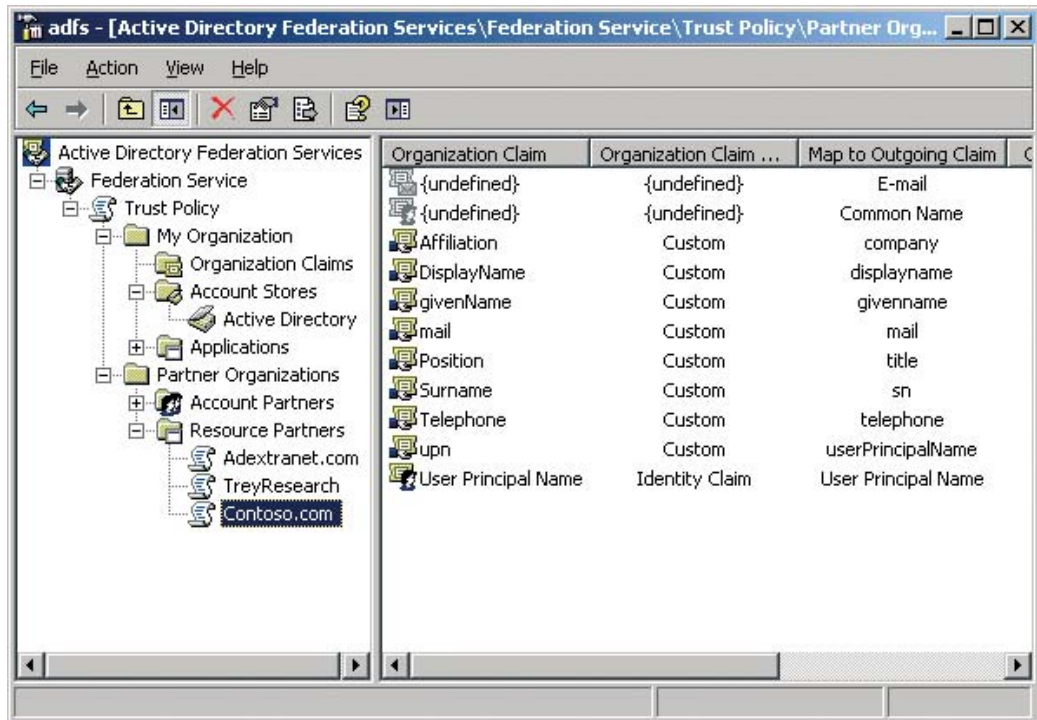 adfs - [Active Directory Federation Services\Federation Service\Trust Policy\Partner Org...
File Action View Help
Active Directory Federation Services
Federation Service
Trust Policy
My Organization
Organization Claims
Account Stores
Active Directory
Applications
Partner Organizations
Account Partners
Resource Partners
Adextranet.com
TreyResearch
Contoso.com
Organization Claim Organization Claim ... Map to Outgoing Claim C
{undefined} {undefined} E-mail
{undefined} {undefined} Common Name
Affiliation Custom company
DisplayName Custom displayname
givenName Custom givenname
mail Custom mail
Position Custom title
Surname Custom sn
Telephone Custom telephone
upn Custom userPrincipalName
User Principal Name Identity Claim User Principal Name